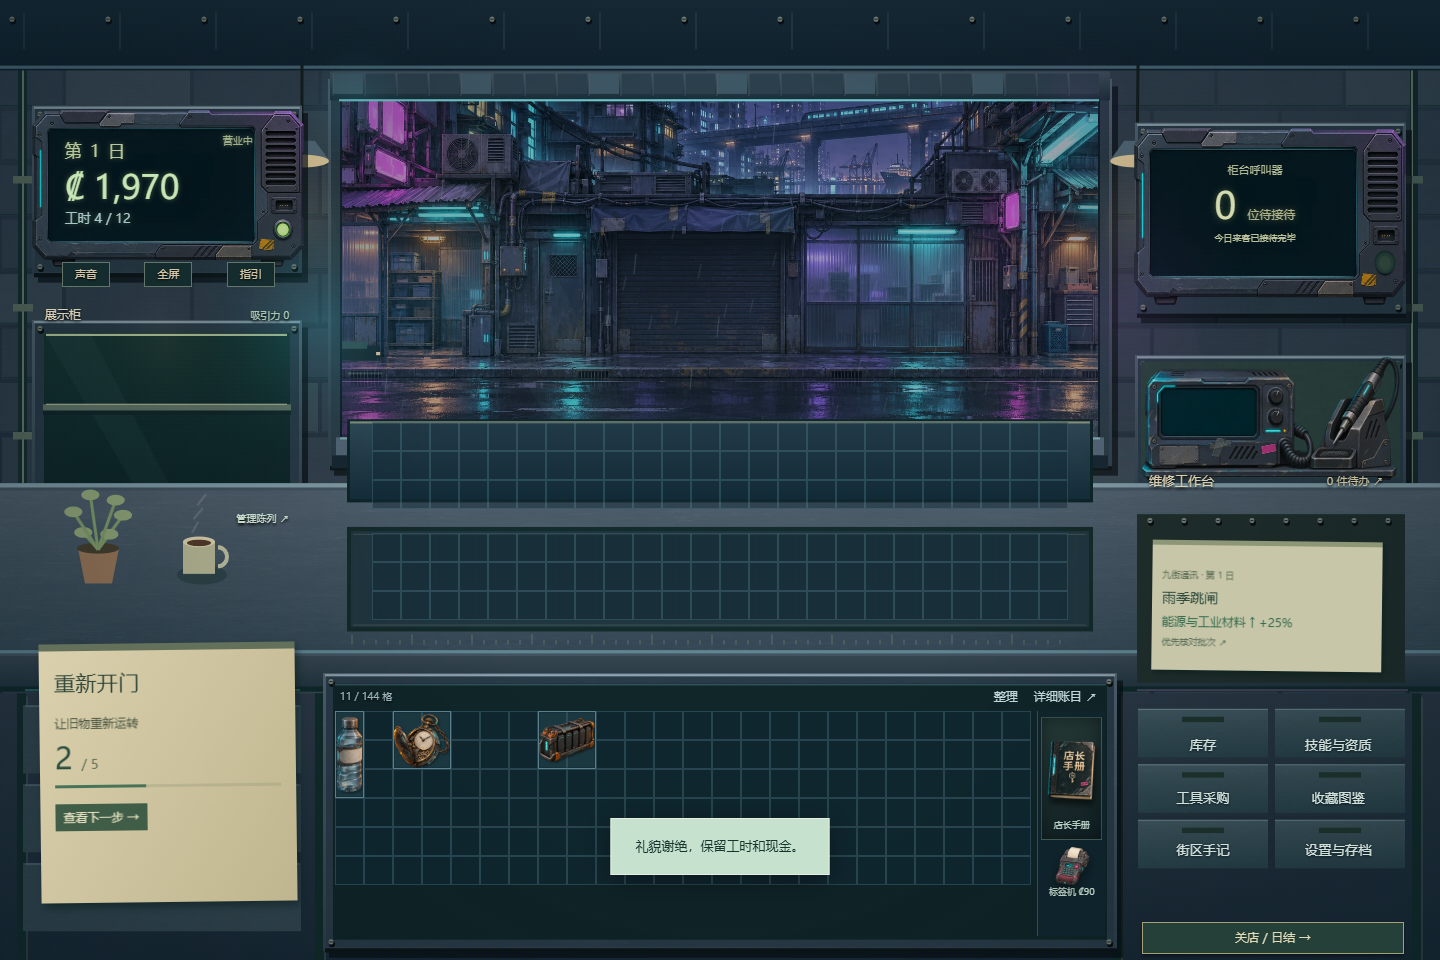 第 1 日
营业中
₡ 1,970
工时 4 / 12
声音
全屏
指引
展示柜
吸引力 0
管理陈列 ↗
柜台呼叫器
0 位待接待
今日来客已接待完毕
维修工作台
0 件待办 ↗
九街通讯 · 第 1 日
雨季跳闸
能源与工业材料 ↑ +25%
优先核对批次 ↗
重新开门
让旧物重新运转
2 / 5
查看下一步 →
11 / 144 格
整理
详细账目 ↗
店长
手册
店长手册
标签机 ₡90
礼貌谢绝，保留工时和现金。
库存
技能与资质
工具采购
收藏图鉴
街区手记
设置与存档
关店 / 日结 →